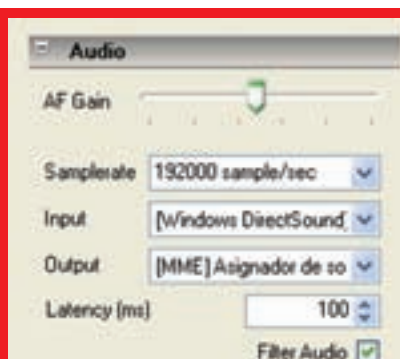 Audio
AF Gain
Samplerate 192000 sample/sec
Input [Windows DirectSound]
Output [MME] Asignador de so
Latency (ms) 100
Filter Audio